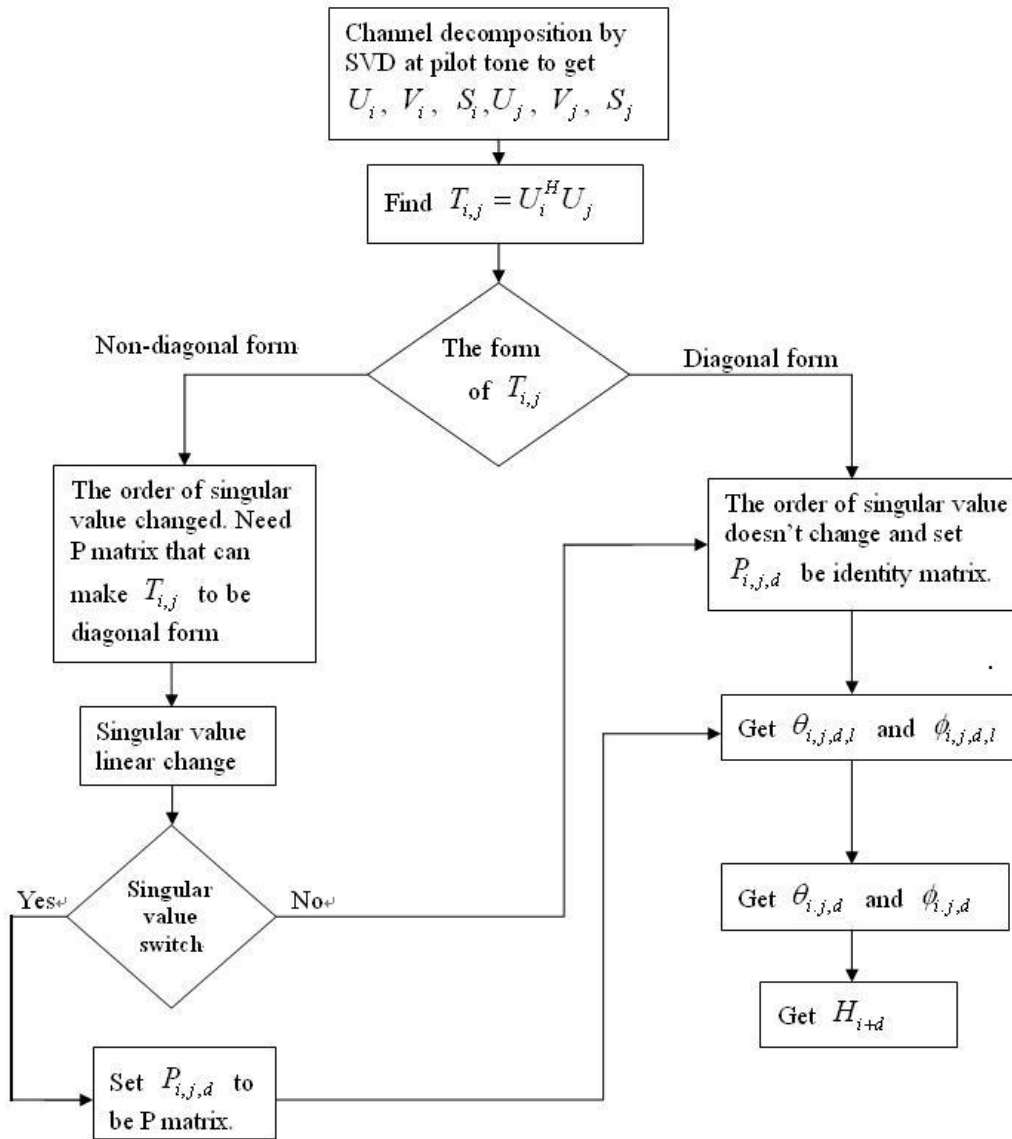 Channel decomposition by
SVD at pilot tone to get
U_i, V_i, S_i, U_j, V_j, S_j
Find T_{i,j} = U_i^H U_j
The form
of T_{i,j}
Non-diagonal form
Diagonal form
The order of singular
value changed. Need
P matrix that can
make T_{i,j} to be
diagonal form
The order of singular value
doesn't change and set
P_{i,j,d} be identity matrix.
Singular value
linear change
Get θ_{i,j,d,l} and ϕ_{i,j,d,l}
Singular
value
switch
Yes↵
No↵
Get θ_{i.j,d} and ϕ_{i.j,d}
Get H_{i+d}
Set P_{i,j,d} to
be P matrix.